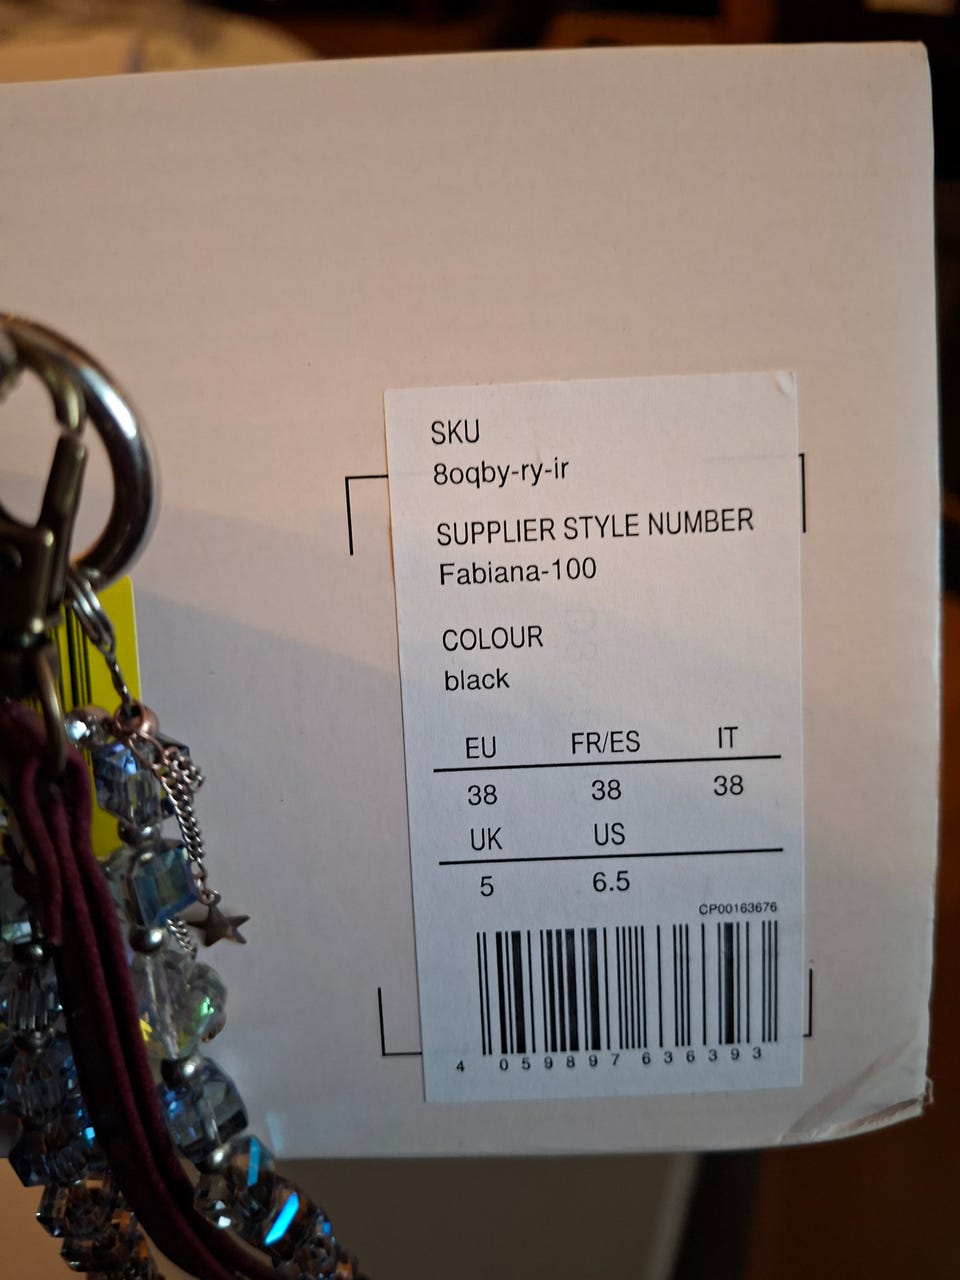 SKU
8oqby-ry-ir
SUPPLIER STYLE NUMBER
Fabiana-100
COLOUR
black
EU FR/ES IT
38 38 38
UK US
5 6.5
CP00163676
4 059897 636393